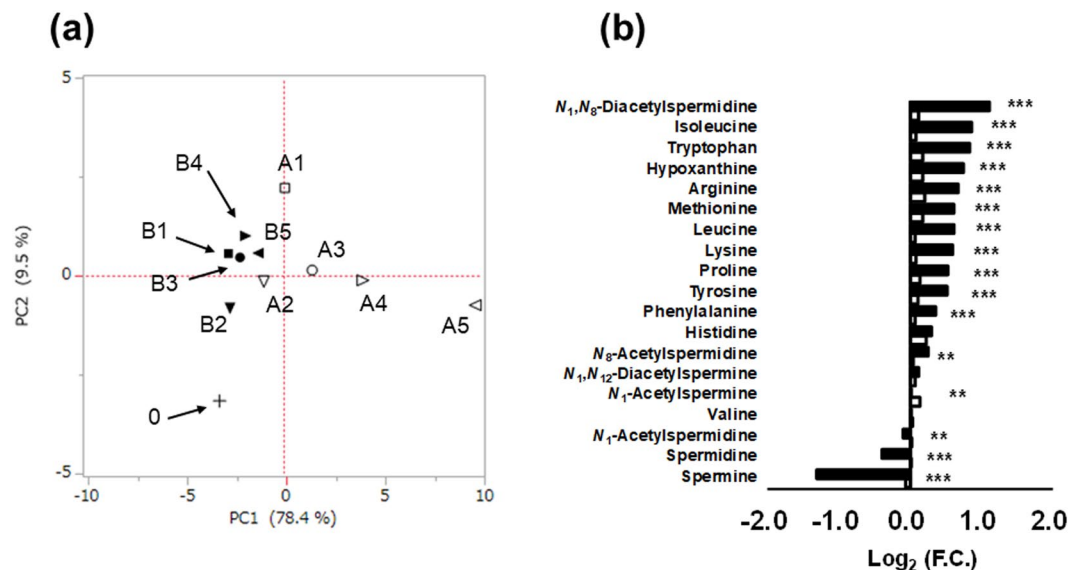 (a)
5
0
-5
-10
-5
0
5
10
PC2 (9.5 %)
PC1 (78.4 %)
B4
A1
B1
B5
A3
B3
A2
A4
A5
B2
0
(b)
N1,N8-Diacetylspermidine ***
Isoleucine ***
Tryptophan ***
Hypoxanthine ***
Arginine ***
Methionine ***
Leucine ***
Lysine ***
Proline ***
Tyrosine ***
Phenylalanine ***
Histidine
N8-Acetylspermidine **
N1,N12-Diacetylspermine
N1-Acetylspermine **
Valine
N1-Acetylspermidine **
Spermidine ***
Spermine ***
-2.0 -1.0 0.0 1.0 2.0
Log2 (F.C.)